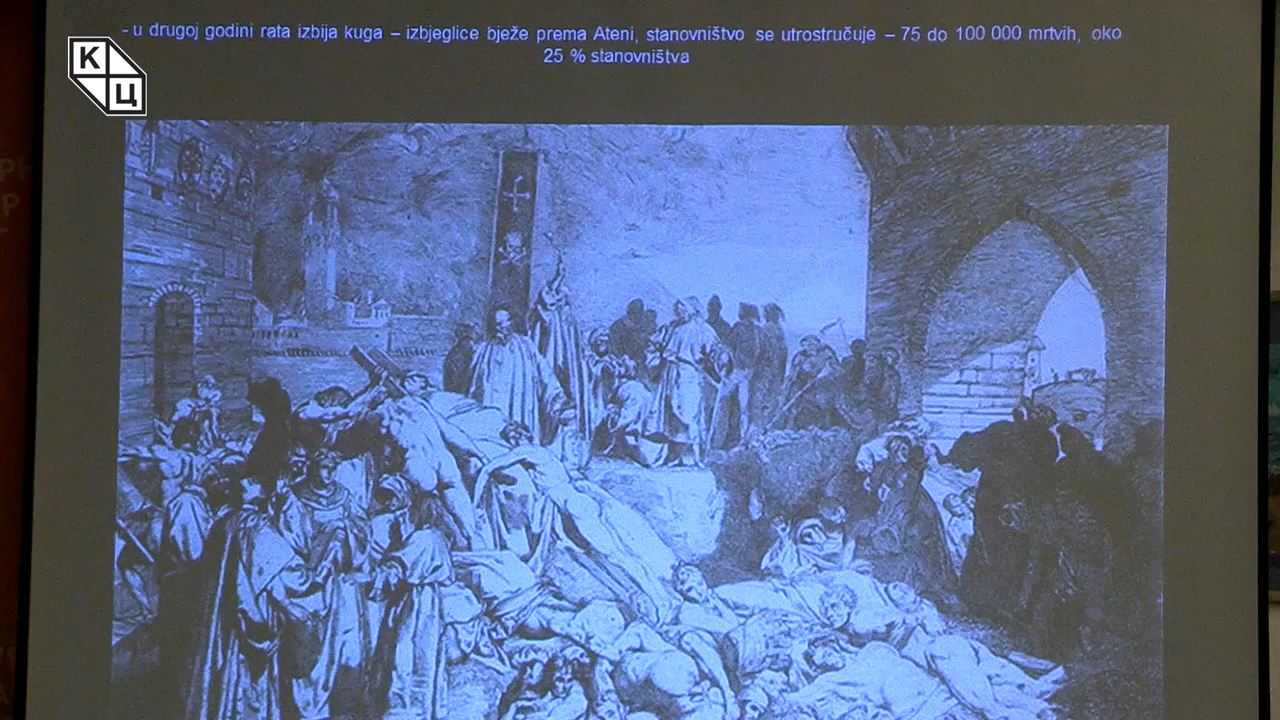 - u drugoj godini rata izbija kuga – izbjeglice bježe prema Ateni, stanovništvo se utrostručuje – 75 do 100 000 mrtvih, oko
25 % stanovništva
К
Ц